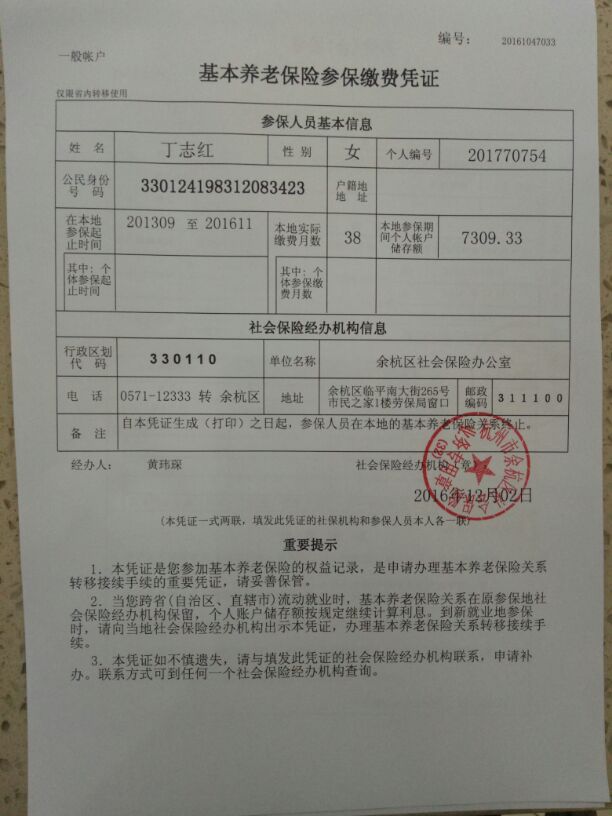 编号： 20161047033
一般帐户
基本养老保险参保缴费凭证
仅限省内转移使用
参保人员基本信息
姓 名 丁志红 性 别 女 个人编号 201770754
公民身份号 码 330124198312083423 户籍地地 址
在本地参保起止时间 201309 至 201611 本地实际缴费月数 38 本地参保期间个人帐户储存额 7309.33
其中：个体参保起止时间 其中：个体参保缴费月数
社会保险经办机构信息
行政区划代 码 330110 单位名称 余杭区社会保险办公室
电 话 0571-12333 转 余杭区 地址 余杭区临平南大街265号市民之家1楼劳保局窗口 邮政编码 311100
备 注 自本凭证生成（打印）之日起，参保人员在本地的基本养老保险关系终止。
经办人： 黄玮琛 社会保险经办机构（章）
2016年12月02日
(本凭证一式两联，填发此凭证的社保机构和参保人员本人各一联)
重要提示
1．本凭证是您参加基本养老保险的权益记录，是申请办理基本养老保险关系
转移接续手续的重要凭证，请妥善保管。
2．当您跨省(自治区、直辖市)流动就业时，基本养老保险关系在原参保地社
会保险经办机构保留，个人账户储存额按规定继续计算利息。到新就业地参保
时，请向当地社会保险经办机构出示本凭证，办理基本养老保险关系转移接续手
续。
3．本凭证如不慎遗失，请与填发此凭证的社会保险经办机构联系，申请补
办。联系方式可到任何一个社会保险经办机构查询。